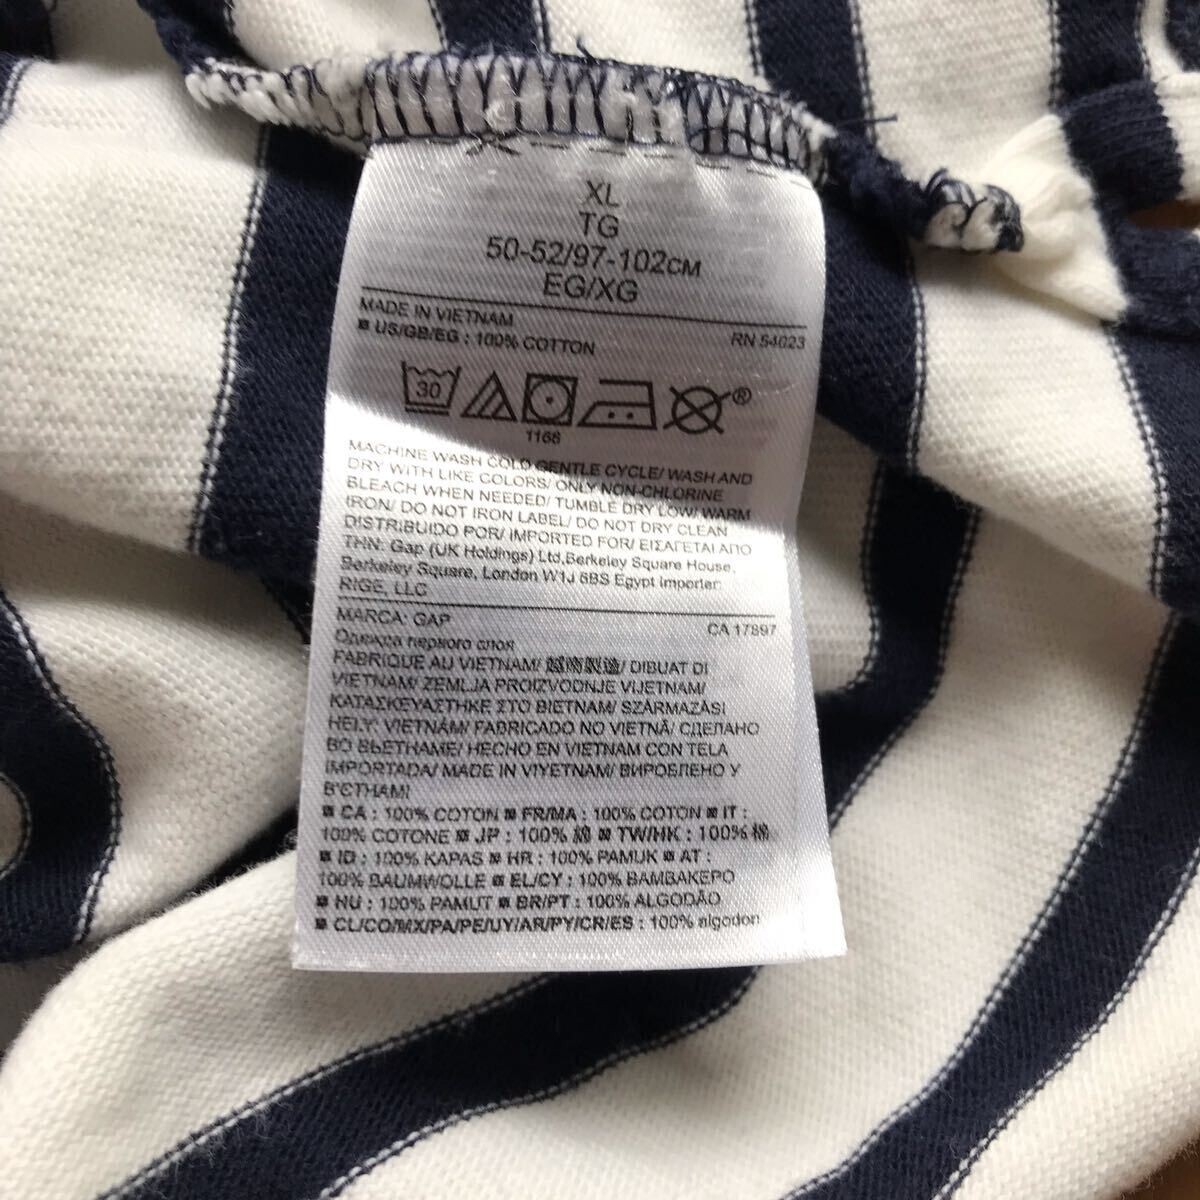 XL
TG
50-52/97-102CM
EG/XG
MADE IN VIETNAM
RN 54023
▪ US/GB/EG : 100% COTTON
30
®
1168
MACHINE WASH COLD GENTLE CYCLE/ WASH AND
DRY WITH LIKE COLORS/ ONLY NON-CHLORINE
BLEACH WHEN NEEDED/ TUMBLE DRY LOW/ WARM
IRON/ DO NOT IRON LABEL/ DO NOT DRY CLEAN
DISTRIBUIDO POR/ IMPORTED FOR/ ΕΙΣΑΓΕΤΑΙ ΑΠΟ
ΤΗΝ: Gap (UK Holdings) Ltd,Berkeley Square House,
Berkeley Square, London W1J 6BS Egypt Importer:
RIGE, LLC
MARCA: GAP
CA 17897
Одежда первого слоя
FABRIQUE AU VIETNAM/ 越南製造/ DIBUAT DI
VIETNAM/ ZEMLJA PROIZVODNJE VIJETNAM/
ΚΑΤΑΣΚΕΥΑΣΤΗΚΕ ΣΤΟ ΒΙΕΤΝΑΜ/ SZÁRMAZÁSI
HELY: VIETNÁM/ FABRICADO NO VIETNÃ/ СДЕЛАНО
ВО ВЬЕТНАМЕ/ HECHO EN VIETNAM CON TELA
IMPORTADA/ MADE IN VIYETNAM/ ВИРОБЛЕНО У
В'ЄТНАМІ
▪ CA : 100% COTON ▪ FR/MA : 100% COTON ▪ IT :
100% COTONE ▪ JP : 100% 綿 ▪ TW/HK : 100% 棉
▪ ID : 100% KAPAS ▪ HR : 100% PAMUK ▪ AT :
100% BAUMWOLLE ▪ EL/CY : 100% ΒΑΜΒΑΚΕΡΟ
▪ HU : 100% PAMUT ▪ BR/PT : 100% ALGODÃO
▪ CL/CO/MX/PA/PE/UY/AR/PY/CR/ES : 100% algodon